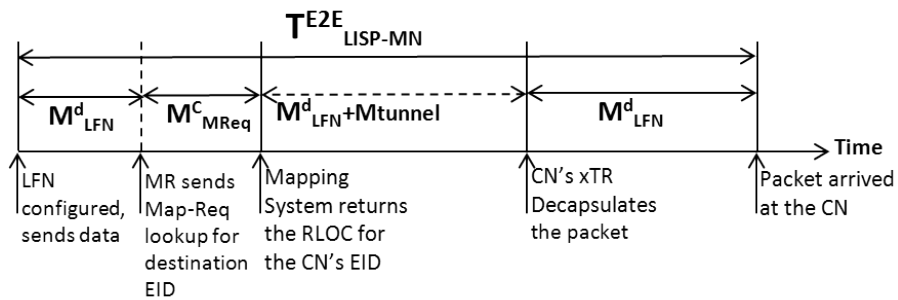 T^E2E_LISP-MN
M^d_LFN
M^C_MReq
M^d_LFN+Mtunnel
M^d_LFN
Time
LFN
configured,
sends data
MR sends
Map-Req
lookup for
destination
EID
Mapping
System returns
the RLOC for
the CN's EID
CN's xTR
Decapsulates
the packet
Packet arrived
at the CN